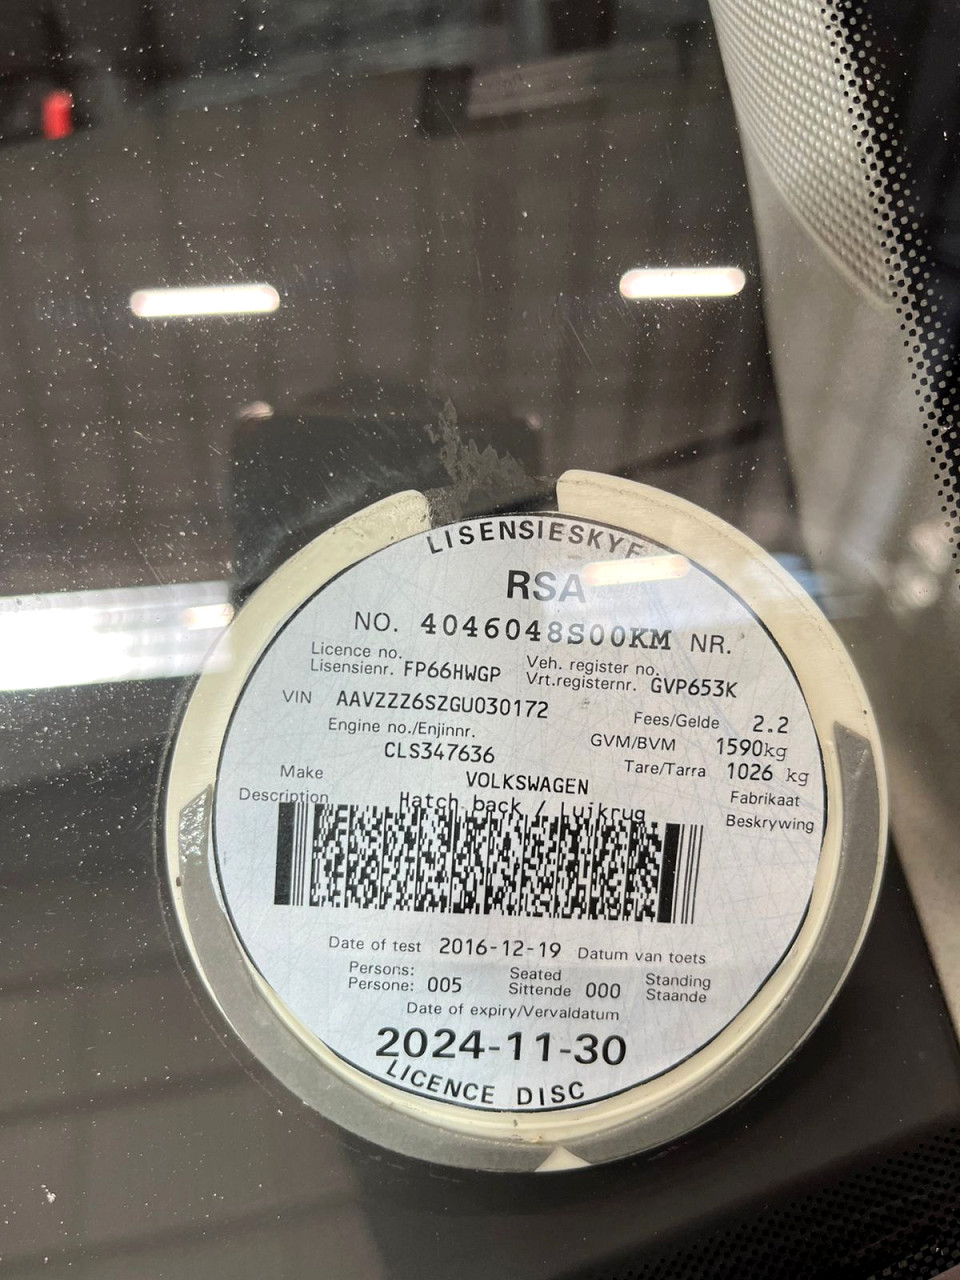 LISENSIESKYF
RSA
NO. 4046048S00KM NR.
Licence no.
Lisensienr. FP66HWGP
Veh. register no.
Vrt.registernr. GVP653K
VIN AAVZZZ6SZGU030172
Fees/Gelde 2.2
Engine no./Enjinnr.
CLS347636
GVM/BVM 1590kg
Tare/Tarra 1026 kg
Make VOLKSWAGEN Fabrikaat
Description Hatch back / Luikrug Beskrywing
Date of test 2016-12-19 Datum van toets
Persons:
Persone: 005
Seated
Sittende 000
Standing
Staande
Date of expiry/Vervaldatum
2024-11-30
LICENCE DISC